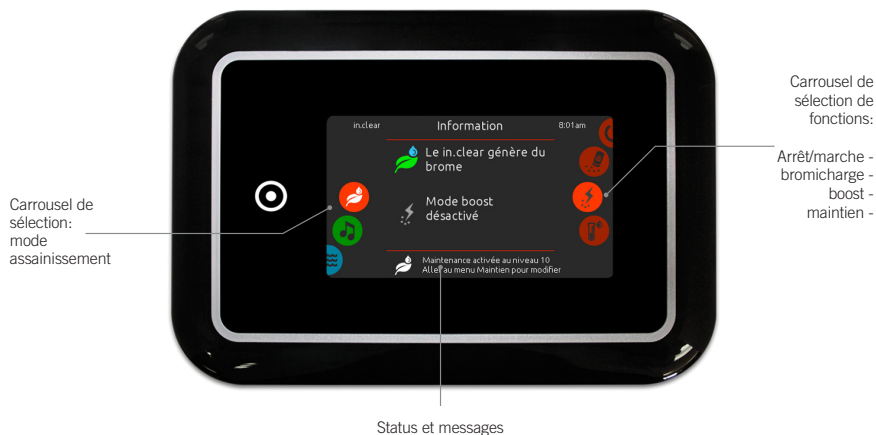 in.clear
Information
8:01am
Le in.clear génère du
brome
Mode boost
désactivé
Maintenance activée au niveau 10
Aller au menu Maintien pour modifier
Carrousel de
sélection:
mode
assainissement
Carrousel de
sélection de
fonctions:
Arrêt/marche -
bromicharge -
boost -
maintien -
Status et messages